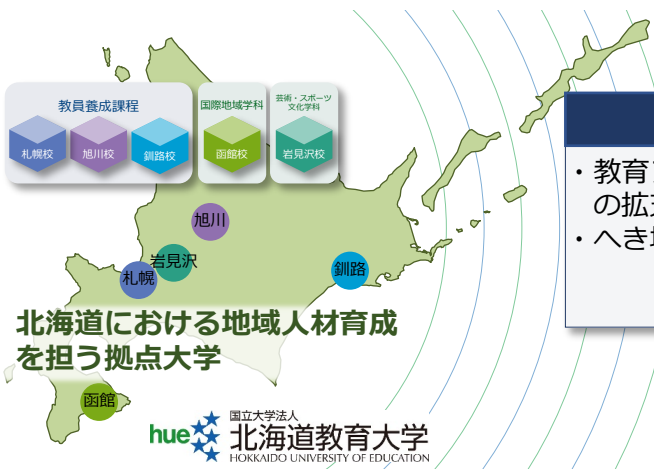 教員養成課程
国際地域学科
芸術・スポーツ
文化学科
札幌校
旭川校
釧路校
函館校
岩見沢校
旭川
岩見沢
札幌
釧路
北海道における地域人材育成
を担う拠点大学
函館
・教育
の拡
・へき
hue
国立大学法人
北海道教育大学
HOKKAIDO UNIVERSITY OF EDUCATION